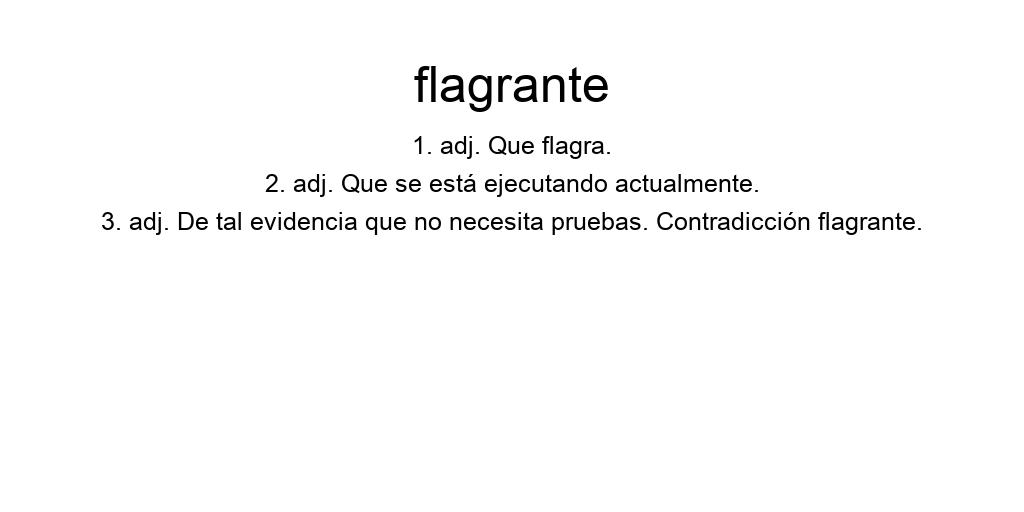 flagrante
1. adj. Que flagra.
2. adj. Que se está ejecutando actualmente.
3. adj. De tal evidencia que no necesita pruebas. Contradicción flagrante.